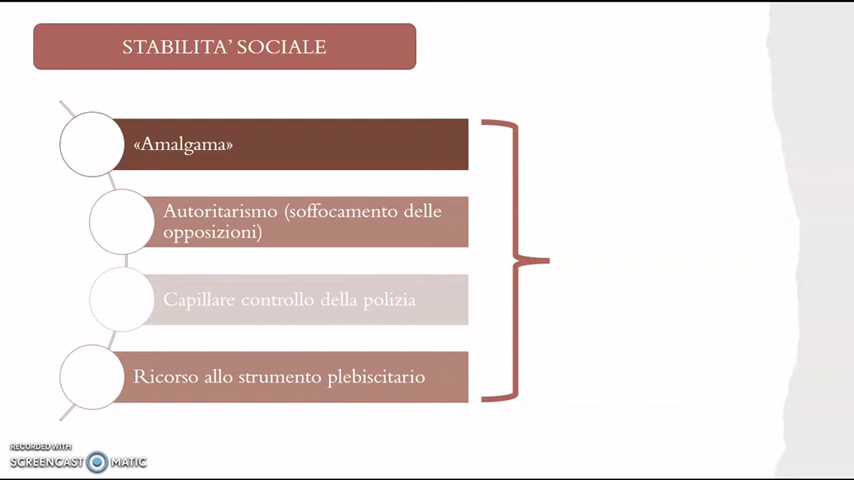 STABILITA' SOCIALE
«Amalgama»
Autoritarismo (soffocamento delle
opposizioni)
Capillare controllo della polizia
Ricorso allo strumento plebiscitario
RECORDED WITH
SCREENCAST MATIC